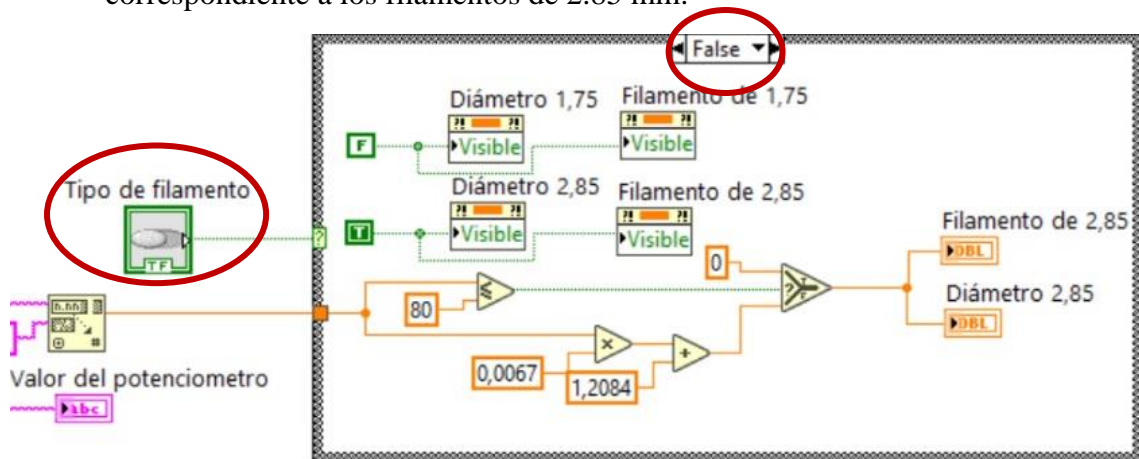 correspondiente a los filamentos de 2.85 mm.
False
Diámetro 1,75
Filamento de 1,75
F
Visible
Visible
Tipo de filamento
TF
Diámetro 2,85
Filamento de 2,85
?
T
Visible
Visible
Filamento de 2,85
DBL
0
?
T
F
80
Diámetro 2,85
DBL
Valor del potenciometro
abc
0,0067
1,2084